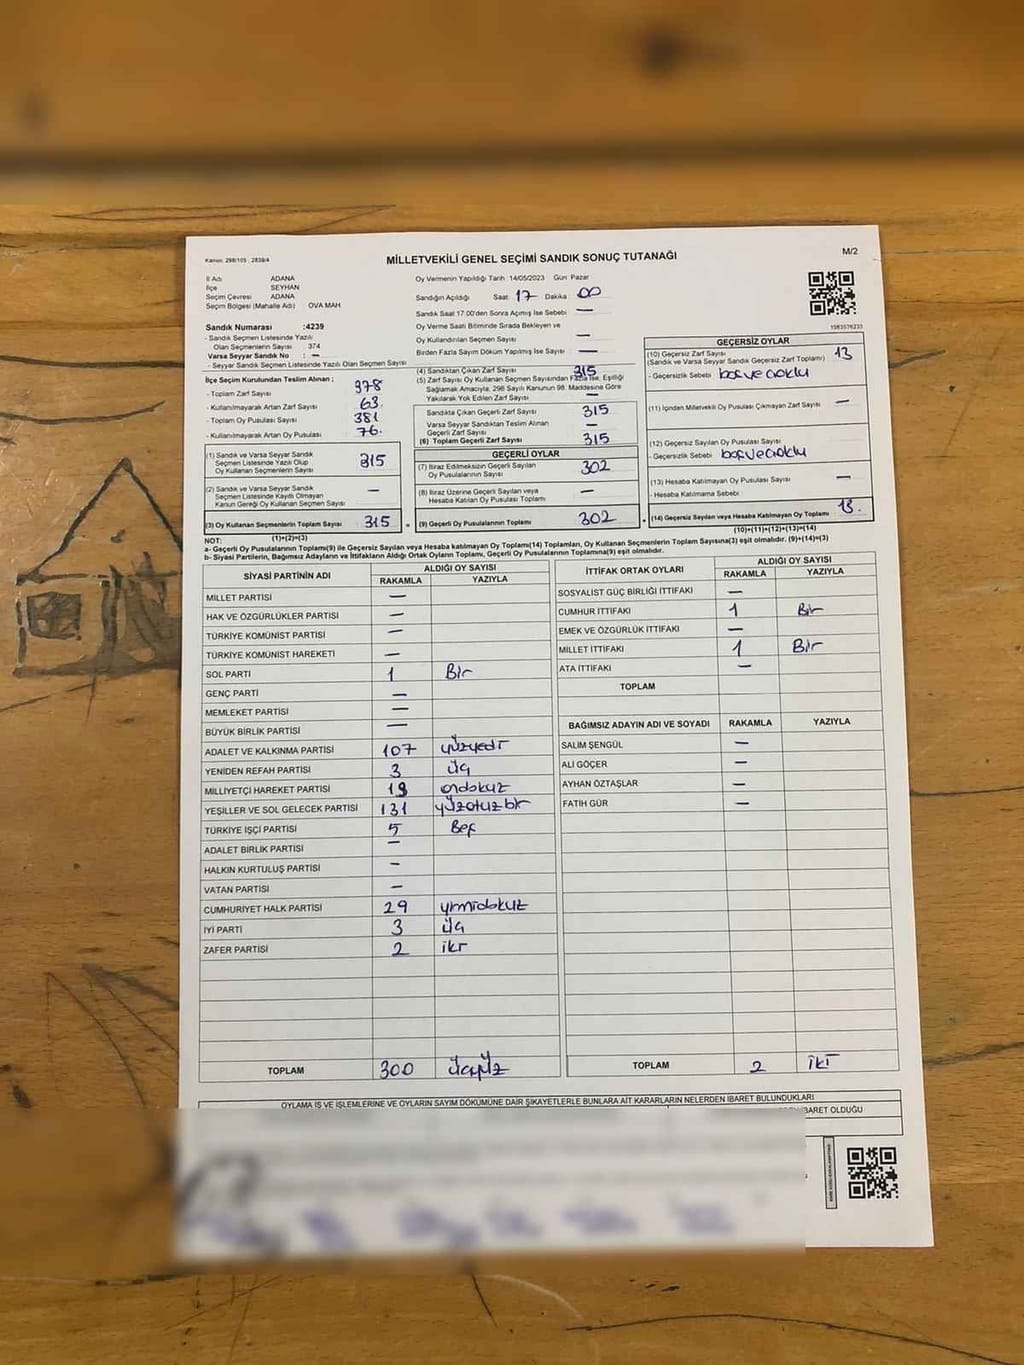 Kanun: 298/105, 2839/4
MİLLETVEKİLİ GENEL SEÇİMİ SANDIK SONUÇ TUTANAĞI
M/2
İl Adı ADANA
İlçe SEYHAN
Seçim Çevresi ADANA
Seçim Bölgesi (Mahalle Adı) OVA MAH
Sandık Numarası :4239
- Sandık Seçmen Listesinde Yazılı
Olan Seçmenlerin Sayısı : 374
Varsa Seyyar Sandık No : —
- Seyyar Sandık Seçmen Listesinde Yazılı Olan Seçmen Sayısı
Oy Vermenin Yapıldığı Tarih :14/05/2023 Gün: Pazar
Sandığın Açıldığı Saat: 17 Dakika 00
Sandık Saat 17.00'den Sonra Açılmış İse Sebebi —
Oy Verme Saati Bitiminde Sırada Bekleyen ve
Oy Kullandırılan Seçmen Sayısı —
Birden Fazla Sayım Döküm Yapılmış İse Sayısı —
1983576233
İlçe Seçim Kurulundan Teslim Alınan ;
- Toplam Zarf Sayısı 378
- Kullanılmayarak Artan Zarf Sayısı 63.
- Toplam Oy Pusulası Sayısı 381
- Kullanılmayarak Artan Oy Pusulası 76.
(4) Sandıktan Çıkan Zarf Sayısı 315
(5) Zarf Sayısı Oy Kullanan Seçmen Sayısından Fazla İse, Eşitliği
Sağlamak Amacıyla, 298 Sayılı Kanunun 98. Maddesine Göre
Yakılarak Yok Edilen Zarf Sayısı —
Sandıkta Çıkan Geçerli Zarf Sayısı 315
Varsa Seyyar Sandıktan Teslim Alınan
Geçerli Zarf Sayısı —
(6) Toplam Geçerli Zarf Sayısı 315
GEÇERSİZ OYLAR
(10) Geçersiz Zarf Sayısı 13
(Sandık ve Varsa Seyyar Sandık Geçersiz Zarf Toplamı)
- Geçersizlik Sebebi
(11) İçinden Milletvekili Oy Pusulası Çıkmayan Zarf Sayısı —
(12) Geçersiz Sayılan Oy Pusulası Sayısı
- Geçersizlik Sebebi
(13) Hesaba Katılmayan Oy Pusulası Sayısı —
- Hesaba Katılmama Sebebi
(14) Geçersiz Sayılan veya Hesaba Katılmayan Oy Toplamı 13.
(10)+(11)+(12)+(13)=(14)
(1) Sandık ve Varsa Seyyar Sandık
Seçmen Listesinde Yazılı Olup
Oy Kullanan Seçmenlerin Sayısı 315
(2) Sandık ve Varsa Seyyar Sandık
Seçmen Listesinde Kayıtlı Olmayan
Kanun Gereği Oy Kullanan Seçmen Sayısı —
(3) Oy Kullanan Seçmenlerin Toplam Sayısı 315
(1)+(2)=(3)
GEÇERLİ OYLAR
(7) İtiraz Edilmeksizin Geçerli Sayılan
Oy Pusulalarının Sayısı 302
(8) İtiraz Üzerine Geçerli Sayılan veya
Hesaba Katılan Oy Pusulası Toplamı —
(9) Geçerli Oy Pusulalarının Toplamı 302
NOT:
a- Geçerli Oy Pusulalarının Toplamı(9) ile Geçersiz Sayılan veya Hesaba katılmayan Oy Toplamı(14) Toplamları, Oy Kullanan Seçmenlerin Toplam Sayısına(3) eşit olmalıdır. (9)+(14)=(3)
b- Siyasi Partilerin, Bağımsız Adayların ve İttifakların Aldığı Ortak Oyların Toplamı, Geçerli Oy Pusulalarının Toplamına(9) eşit olmalıdır.
SİYASİ PARTİNİN ADI ALDIĞI OY SAYISI
RAKAMLA YAZIYLA
MİLLET PARTİSİ —
HAK VE ÖZGÜRLÜKLER PARTİSİ —
TÜRKİYE KOMÜNİST PARTİSİ —
TÜRKİYE KOMÜNİST HAREKETİ —
SOL PARTİ 1 Bir
GENÇ PARTİ —
MEMLEKET PARTİSİ —
BÜYÜK BİRLİK PARTİSİ —
ADALET VE KALKINMA PARTİSİ 107 yüzyedi
YENİDEN REFAH PARTİSİ 3 üç
MİLLİYETÇİ HAREKET PARTİSİ 19 ondokuz
YEŞİLLER VE SOL GELECEK PARTİSİ 131 yüzotuzbir
TÜRKİYE İŞÇİ PARTİSİ 5 Beş
ADALET BİRLİK PARTİSİ —
HALKIN KURTULUŞ PARTİSİ —
VATAN PARTİSİ —
CUMHURİYET HALK PARTİSİ 29 yirmidokuz
İYİ PARTİ 3 üç
ZAFER PARTİSİ 2 iki
TOPLAM 300 üçyüz
İTTİFAK ORTAK OYLARI ALDIĞI OY SAYISI
RAKAMLA YAZIYLA
SOSYALİST GÜÇ BİRLİĞİ İTTİFAKI —
CUMHUR İTTİFAKI 1 Bir
EMEK VE ÖZGÜRLÜK İTTİFAKI —
MİLLET İTTİFAKI 1 Bir
ATA İTTİFAKI —
TOPLAM
BAĞIMSIZ ADAYIN ADI VE SOYADI RAKAMLA YAZIYLA
SALİM ŞENGÜL —
ALİ GÖÇER —
AYHAN ÖZTAŞLAR —
FATİH GÜR —
TOPLAM 2 iki
OYLAMA İŞ VE İŞLEMLERİNE VE OYLARIN SAYIM DÖKÜMÜNE DAİR ŞİKAYETLERLE BUNLARA AİT KARARLARIN NELERDEN İBARET BULUNDUKLARI
İBARET OLDUĞU